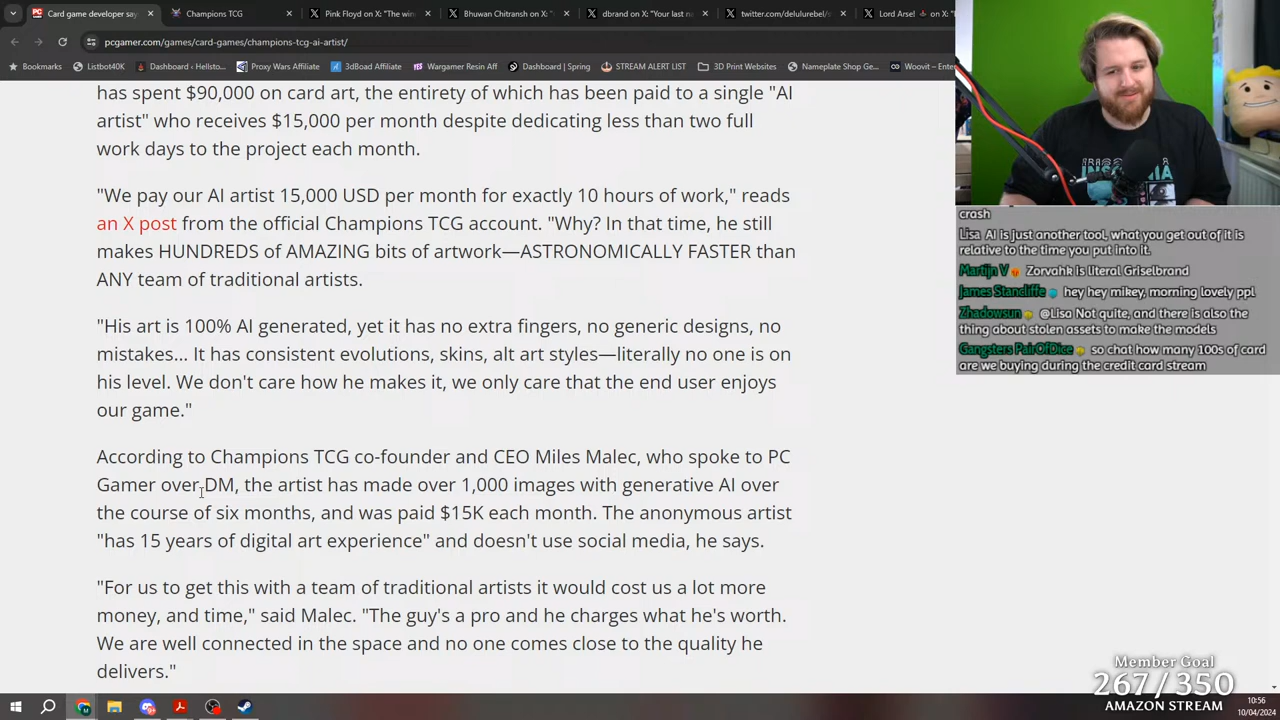 Card game developer say
Champions TCG
Pink Floyd on X: "The win
Bhuwan Chitransh on X: "
dbrand on X: "Your last n
twitter.com/delulurebel/st
Lord Arsel on X: "
pcgamer.com/games/card-games/champions-tcg-ai-artist/
Bookmarks
Listbot40K
Dashboard ‹ Hellsto...
Proxy Wars Affiliate
3dBoad Affiliate
Wargamer Resin Aff
Dashboard | Spring
STREAM ALERT LIST
3D Print Websites
Nameplate Shop Ge...
Woovit – Enter
has spent $90,000 on card art, the entirety of which has been paid to a single "AI
artist" who receives $15,000 per month despite dedicating less than two full
work days to the project each month.
"We pay our AI artist 15,000 USD per month for exactly 10 hours of work," reads
an X post from the official Champions TCG account. "Why? In that time, he still
makes HUNDREDS of AMAZING bits of artwork—ASTRONOMICALLY FASTER than
ANY team of traditional artists.
"His art is 100% AI generated, yet it has no extra fingers, no generic designs, no
mistakes... It has consistent evolutions, skins, alt art styles—literally no one is on
his level. We don't care how he makes it, we only care that the end user enjoys
our game."
According to Champions TCG co-founder and CEO Miles Malec, who spoke to PC
Gamer over DM, the artist has made over 1,000 images with generative AI over
the course of six months, and was paid $15K each month. The anonymous artist
"has 15 years of digital art experience" and doesn't use social media, he says.
"For us to get this with a team of traditional artists it would cost us a lot more
money, and time," said Malec. "The guy's a pro and he charges what he's worth.
We are well connected in the space and no one comes close to the quality he
delivers."
crash
Lisa AI is just another tool, what you get out of it is
relative to the time you put into it.
Martijn V Zorvahk is literal Griselbrand
James Stancliffe hey hey mikey, morning lovely ppl
Zhadowsun @Lisa Not quite, and there is also the
thing about stolen assets to make the models
Gangsters PairOfDice so chat how many 100s of card
are we buying during the credit card stream
Member Goal
267/350
AMAZON STREAM
10:56
10/04/2024